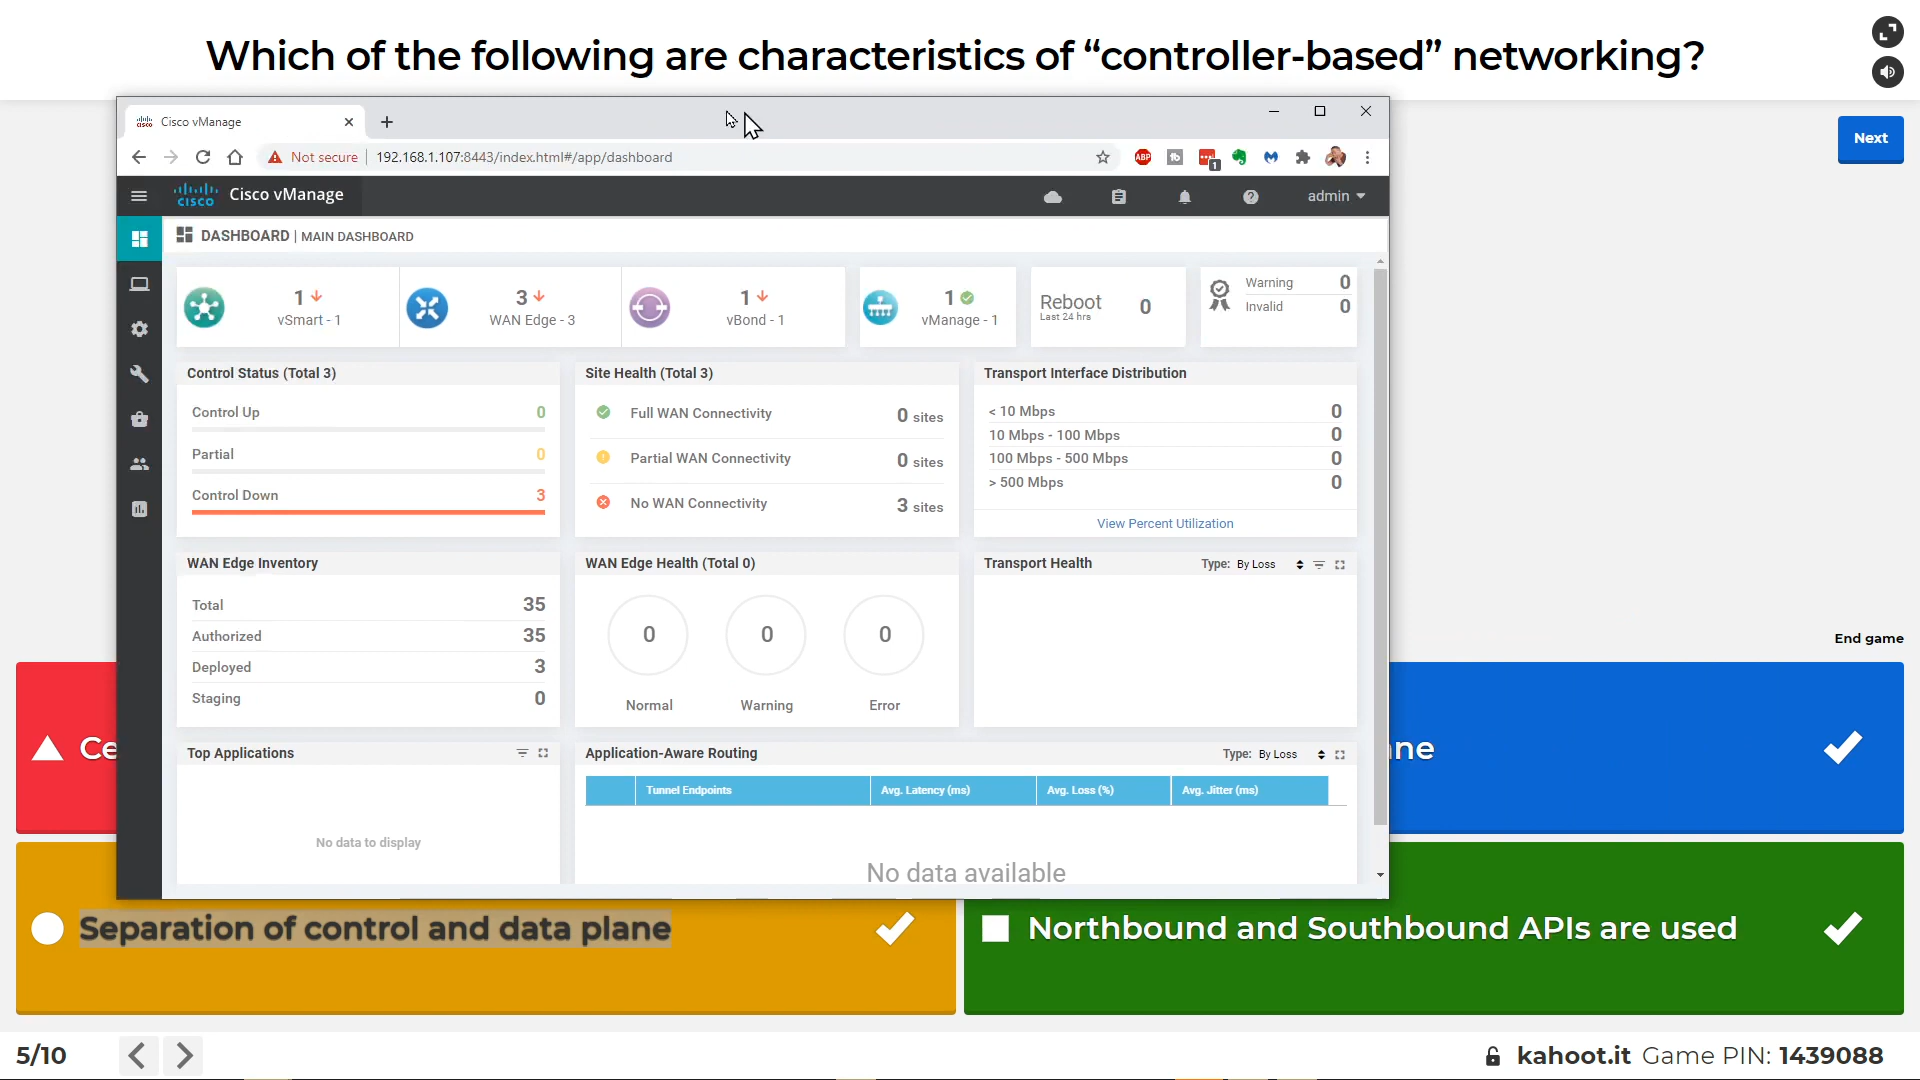 Which of the following are characteristics of “controller-based” networking?
Cisco vManage
Not secure
192.168.1.107:8443/index.html#/app/dashboard
ABP
1
Next
CISCO
Cisco vManage
admin
DASHBOARD | MAIN DASHBOARD
1
vSmart - 1
3
WAN Edge - 3
1
vBond - 1
1
vManage - 1
Reboot
Last 24 hrs
0
Warning 0
Invalid 0
Control Status (Total 3)
Control Up 0
Partial 0
Control Down 3
Site Health (Total 3)
Full WAN Connectivity 0 sites
Partial WAN Connectivity 0 sites
No WAN Connectivity 3 sites
Transport Interface Distribution
< 10 Mbps 0
10 Mbps - 100 Mbps 0
100 Mbps - 500 Mbps 0
> 500 Mbps 0
View Percent Utilization
WAN Edge Inventory
Total 35
Authorized 35
Deployed 3
Staging 0
WAN Edge Health (Total 0)
0 0 0
Normal Warning Error
Transport Health
Type: By Loss
End game
Top Applications
No data to display
Application-Aware Routing
Type: By Loss
Tunnel Endpoints Avg. Latency (ms) Avg. Loss (%) Avg. Jitter (ms)
No data available
Ce
ne
Separation of control and data plane
Northbound and Southbound APIs are used
5/10
kahoot.it Game PIN: 1439088